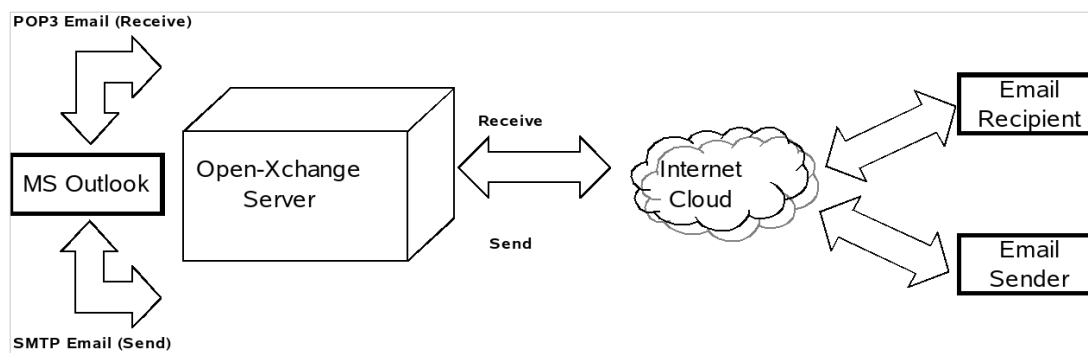 POP3 Email (Receive)
MS Outlook
SMTP Email (Send)
Open-Xchange
Server
Receive
Send
Internet
Cloud
Email
Recipient
Email
Sender